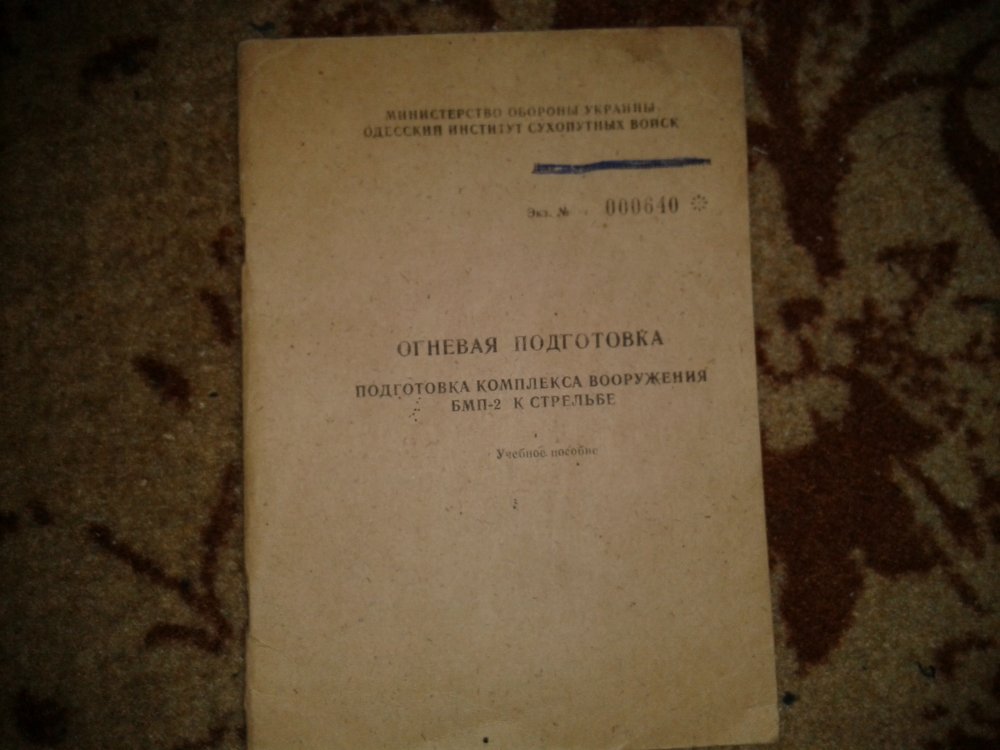 МИНИСТЕРСТВО ОБОРОНЫ УКРАИНЫ
ОДЕССКИЙ ИНСТИТУТ СУХОПУТНЫХ ВОЙСК
Экз. № 000640
ОГНЕВАЯ ПОДГОТОВКА
ПОДГОТОВКА КОМПЛЕКСА ВООРУЖЕНИЯ
БМП-2 К СТРЕЛЬБЕ
Учебное пособие